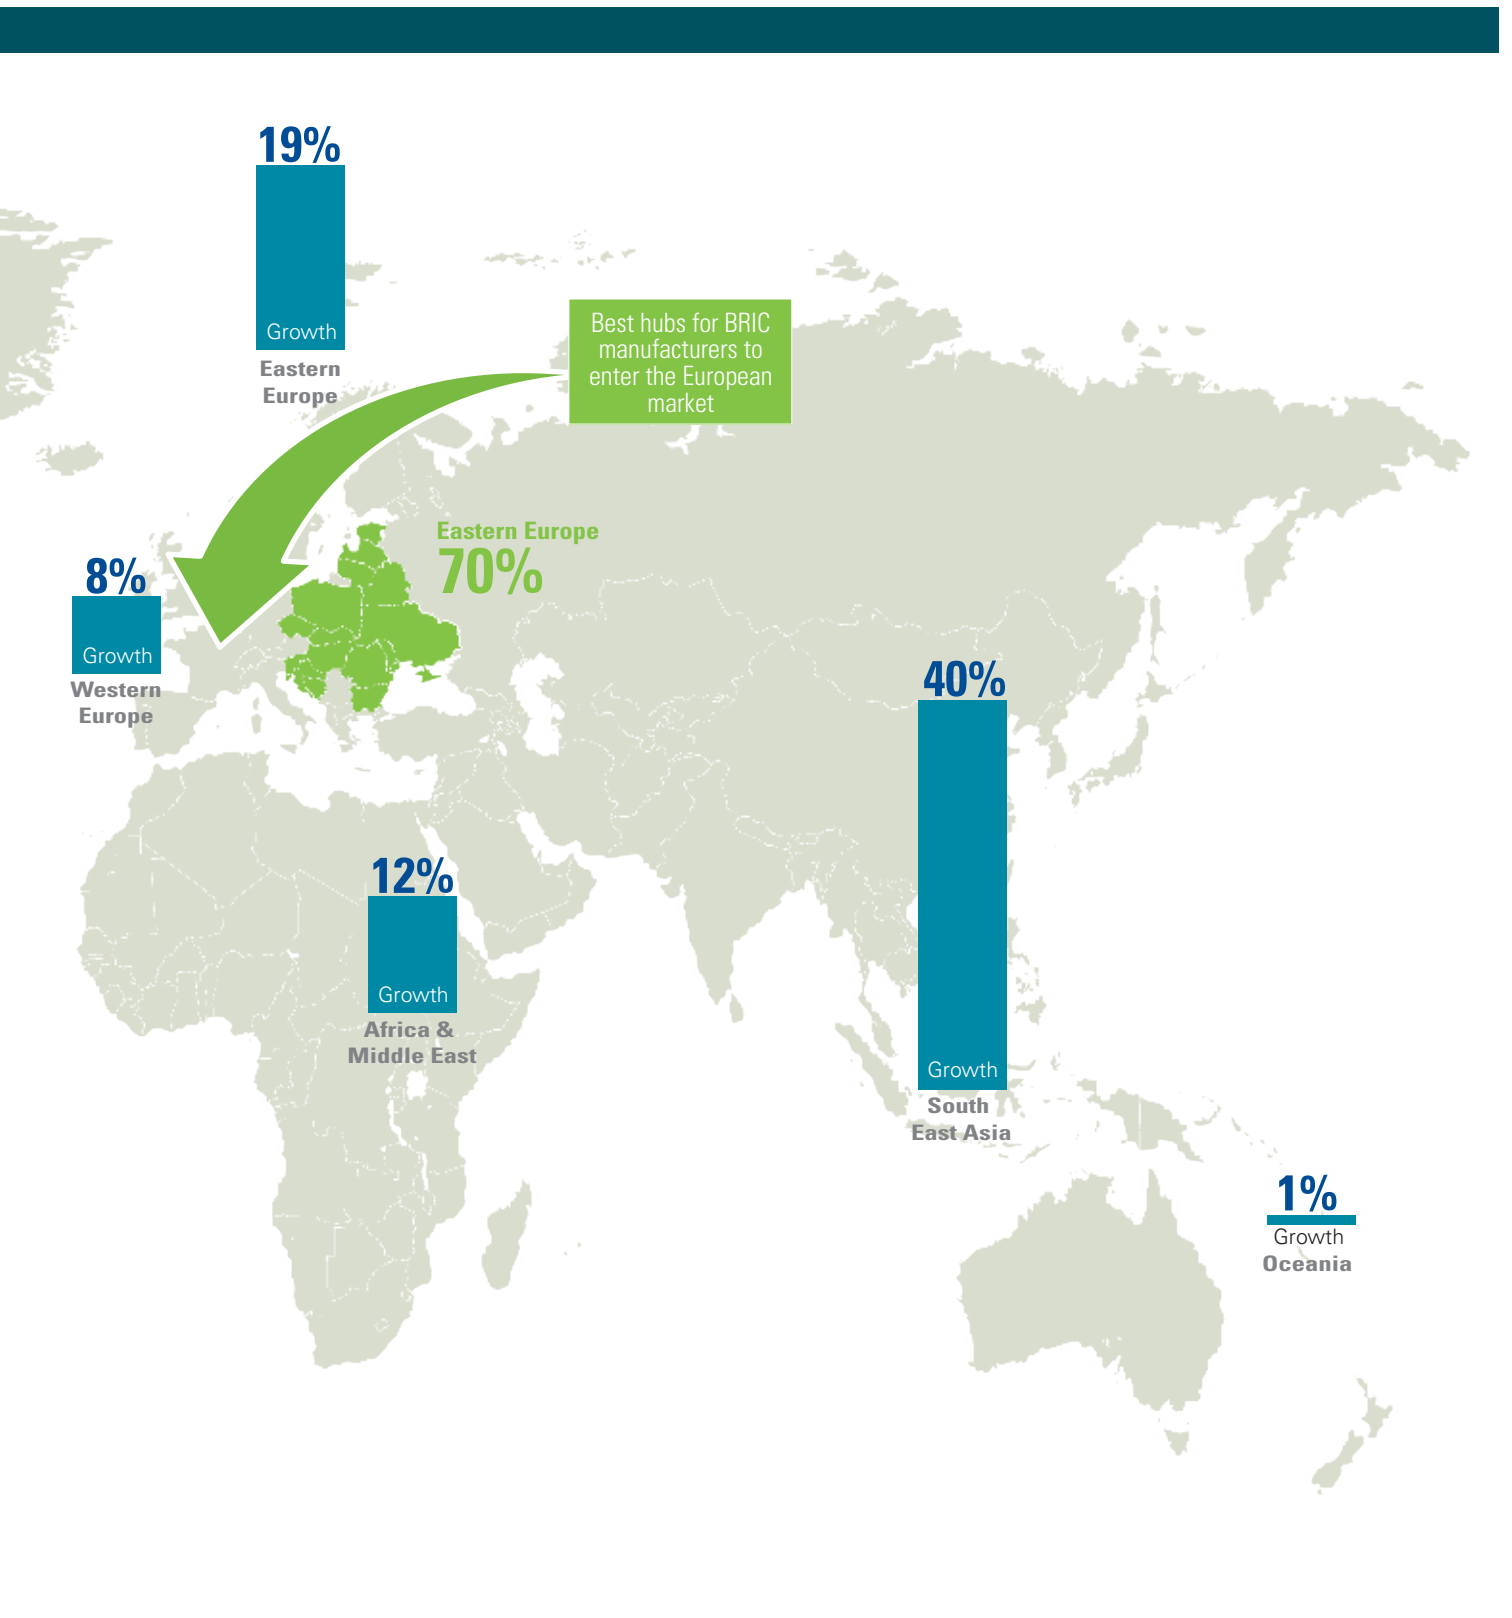 19%
Growth
Eastern
Europe
Best hubs for BRIC
manufacturers to
enter the European
market
Eastern Europe
70%
8%
Growth
Western
Europe
40%
Growth
South
East Asia
12%
Growth
Africa &
Middle East
1%
Growth
Oceania